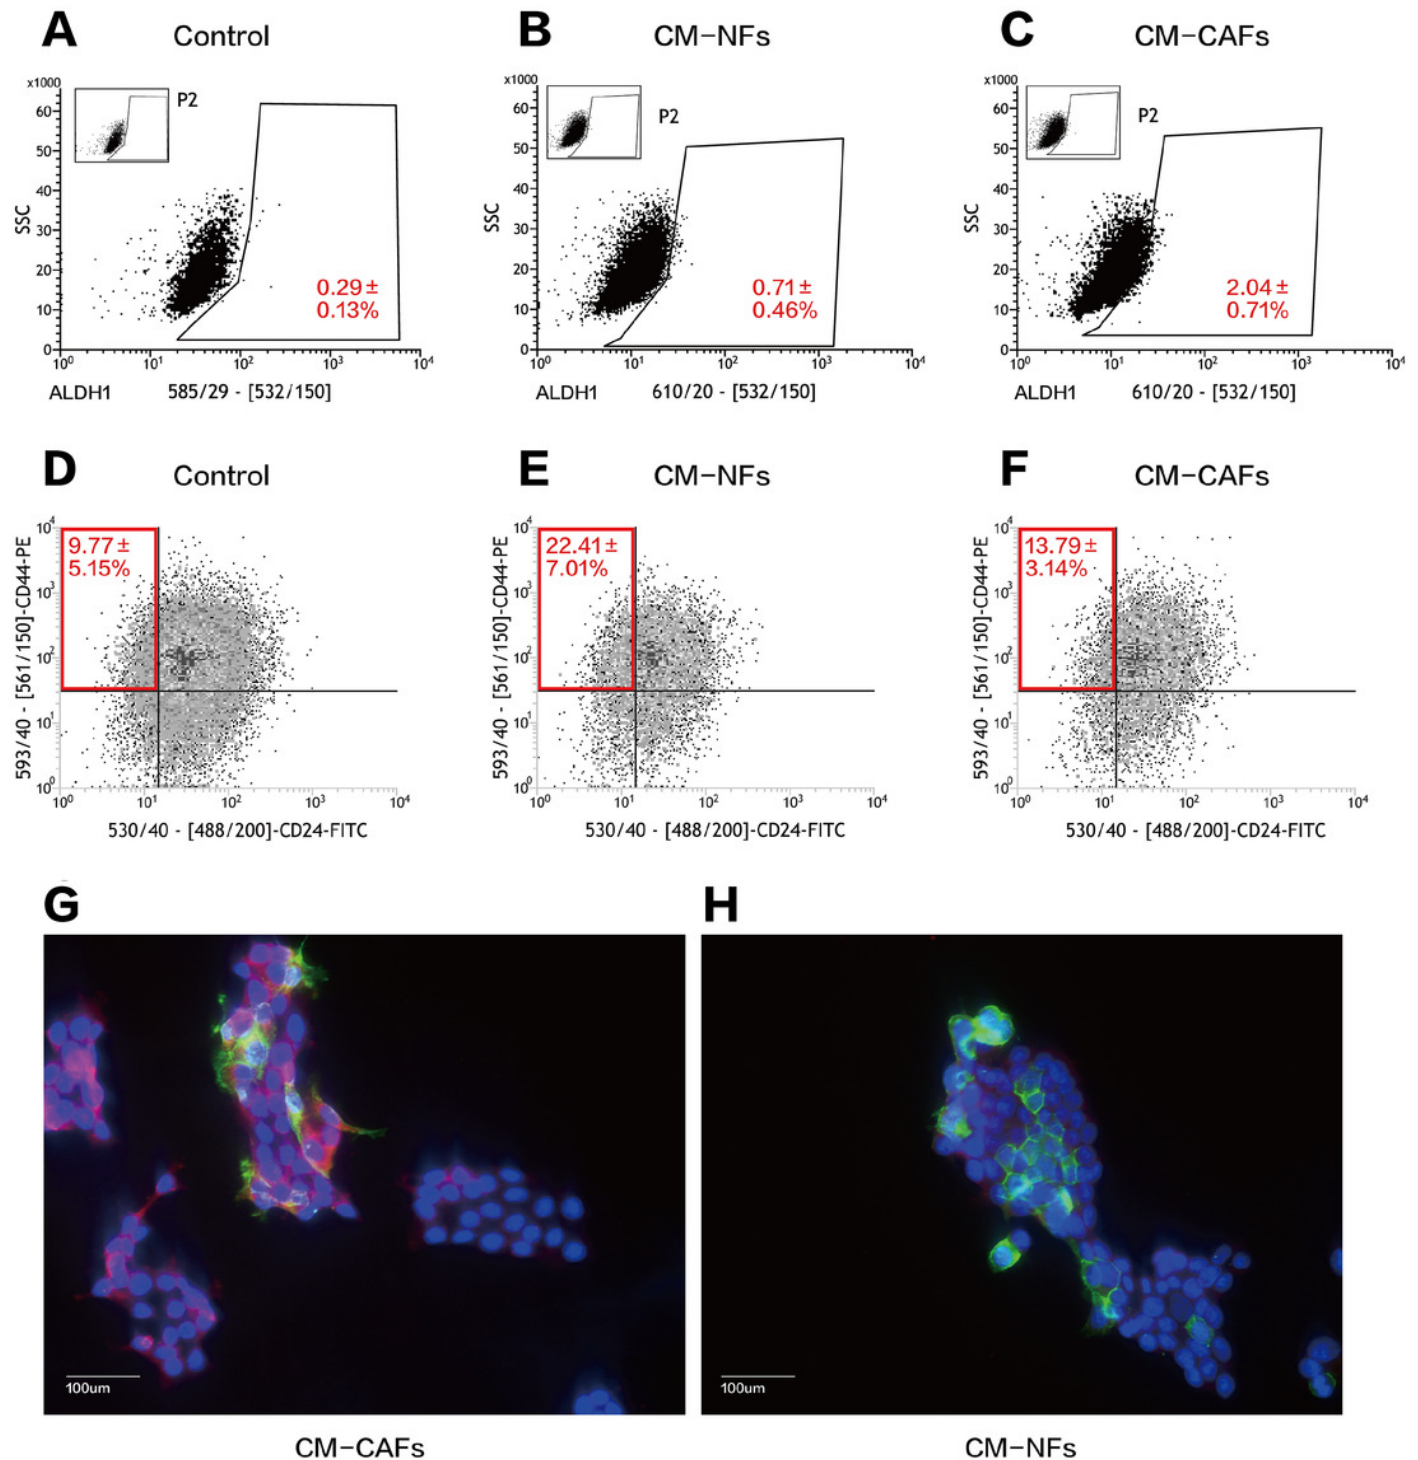 A Control B CM-NFs C CM-CAFs
x1000 x1000 x1000
P2 P2 P2
60 60 60
50 50 50
40 40 40
SSC SSC SSC
30 30 30
20 20 20
0.29 ± 0.71 ± 2.04 ±
10 0.13% 10 0.46% 10 0.71%
0 0 0
10⁰ 10¹ 10² 10³ 10⁴ 10⁰ 10¹ 10² 10³ 10⁴ 10⁰ 10¹ 10² 10³ 10⁴
ALDH1 585/29 - [532/150] ALDH1 610/20 - [532/150] ALDH1 610/20 - [532/150]
D Control E CM-NFs F CM-CAFs
10⁴ 10⁴ 10⁴
9.77 ± 22.41 ± 13.79 ±
5.15% 7.01% 3.14%
10³ 10³ 10³
593/40 - [561/150]-CD44-PE 593/40 - [561/150]-CD44-PE 593/40 - [561/150]-CD44-PE
10² 10² 10²
10¹ 10¹ 10¹
10⁰ 10⁰ 10⁰
10⁰ 10¹ 10² 10³ 10⁴ 10⁰ 10¹ 10² 10³ 10⁴ 10⁰ 10¹ 10² 10³ 10⁴
530/40 - [488/200]-CD24-FITC 530/40 - [488/200]-CD24-FITC 530/40 - [488/200]-CD24-FITC
G H
100um 100um
CM-CAFs CM-NFs